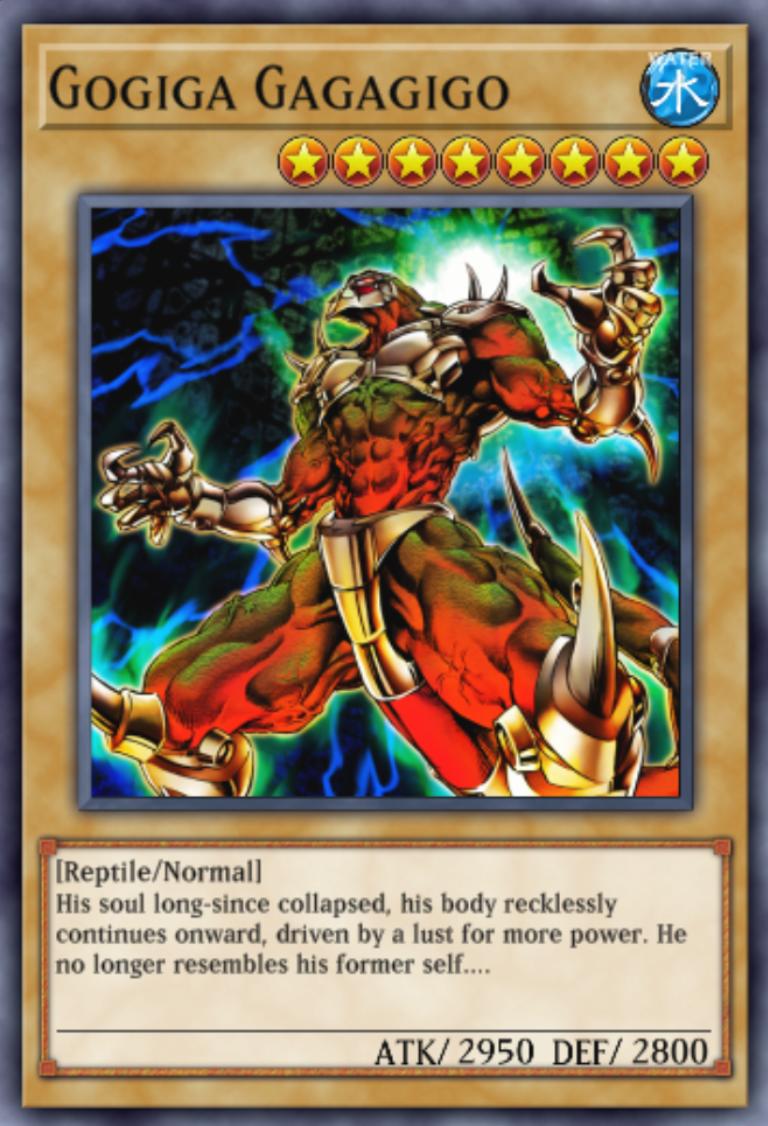 Gogiga Gagagigo
WATER
水
[Reptile/Normal]
His soul long-since collapsed, his body recklessly
continues onward, driven by a lust for more power. He
no longer resembles his former self....
ATK/ 2950 DEF/ 2800